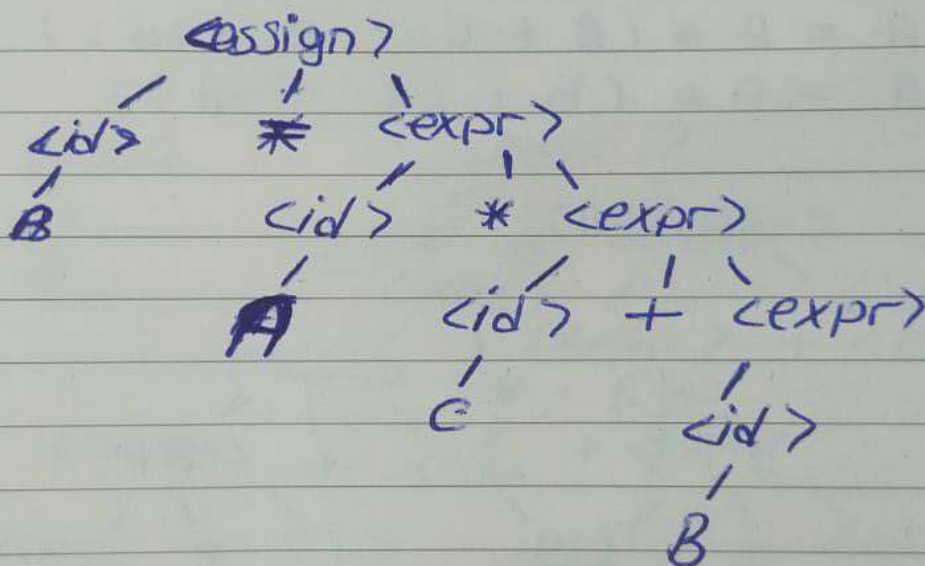 <assign>
<id> <expr>
B <id> * <expr>
A <id> + <expr>
C <id>
B